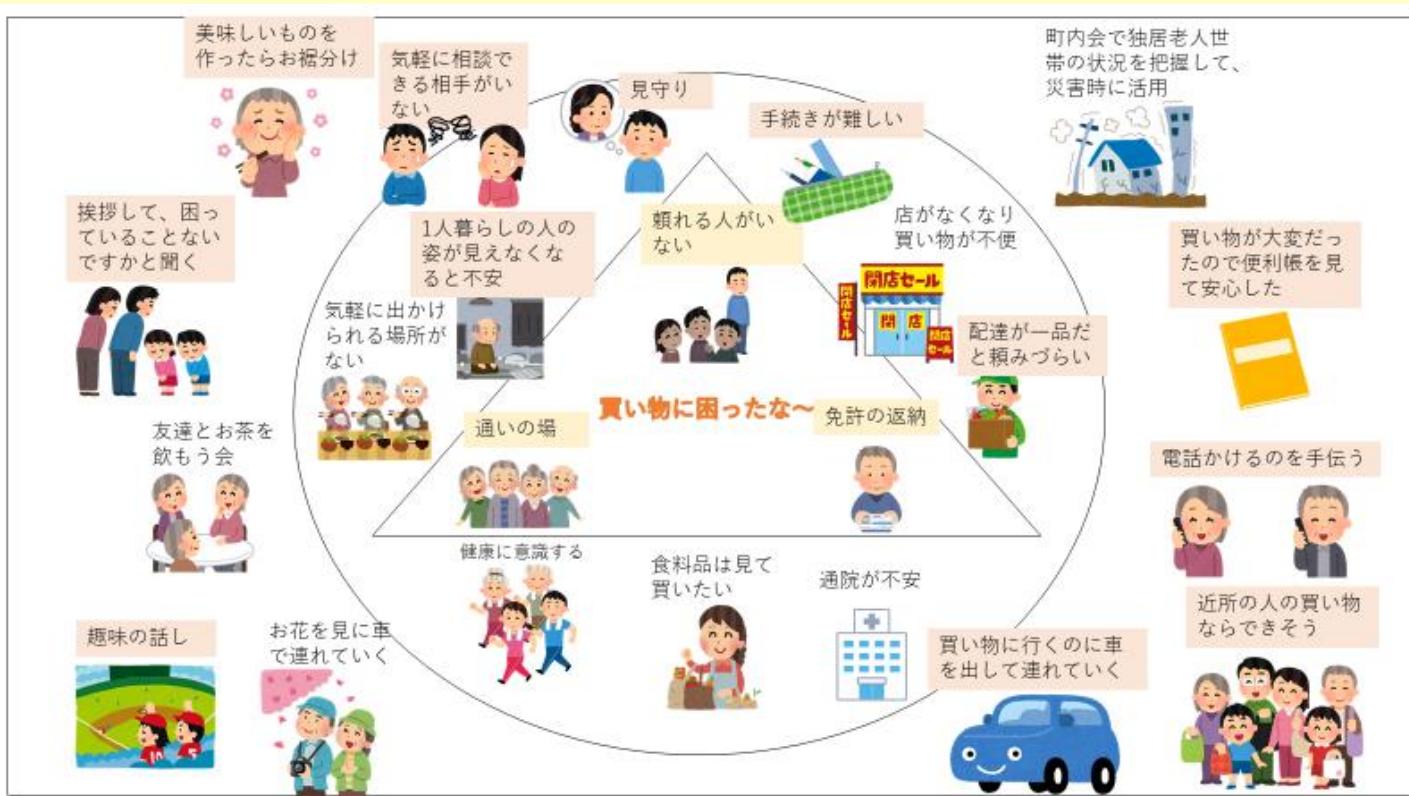 美味しいものを
作ったらお裾分け
気軽に相談で
きる相手がい
ない
見守り
手続きが難しい
町内会で独居老人世
帯の状況を把握して、
災害時に活用
挨拶して、困っ
ていることない
ですかと聞く
1人暮らしの人の
姿が見えなくな
ると不安
頼れる人がい
ない
店がなくなり
買い物が不便
閉店セール
閉店セール
閉店
閉店
セール
買い物が大変だっ
たので便利帳を見
て安心した
気軽に出かけ
られる場所が
ない
配達が一品だ
と頼みづらい
買い物に困ったな～
通いの場
免許の返納
友達とお茶を
飲もう会
電話かけるのを手伝う
健康に意識する
食料品は見て
買いたい
通院が不安
近所の人の買い物
ならできそう
趣味の話し
お花を見に車
で連れていく
買い物に行くのに車
を出して連れていく